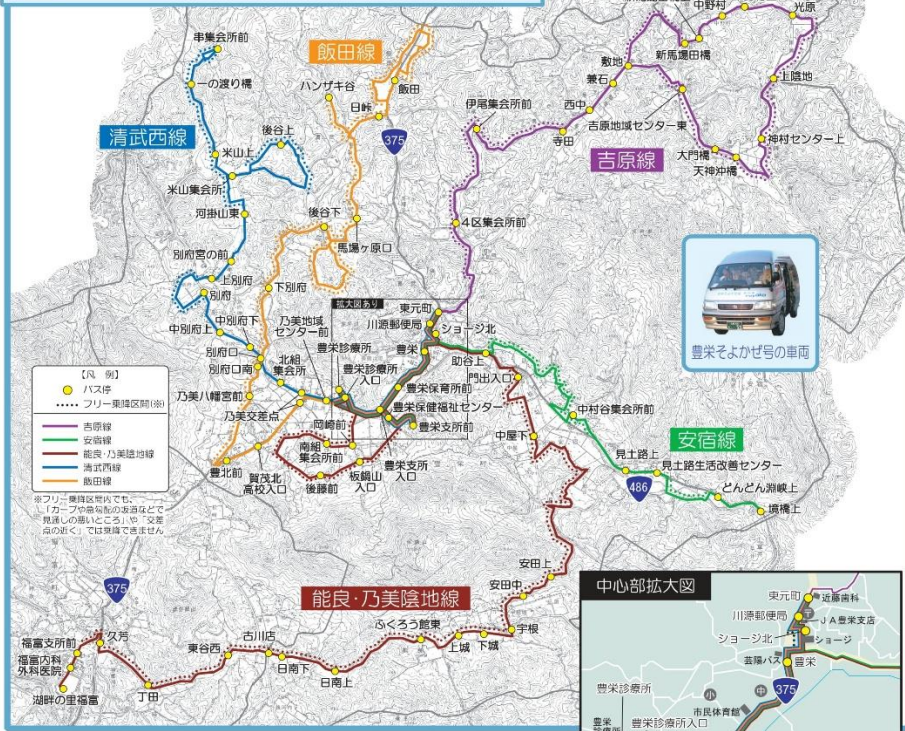 中野村
光原
新馬場田橋
敷地
兼石
西中
上陰地
吉原地域センター東
神村センター上
寺田
大門橋
天神沖橋
伊尾集会所前
吉原線
4区集会所前
串集会所前
一の渡り橋
清武西線
後谷上
米山上
米山集会所
河掛山東
別府宮の前
上別府
別府
中別府上
中別府下
別府口
別府口南
飯田線
ハンザキ谷
飯田
日峠
375
後谷下
馬場ヶ原口
下別府
拡大図あり
乃美地域
センター前
北組
集会所
豊栄診療所
豊栄診療所
入口
東元町
川源郵便局
ショージ北
豊栄
助谷上
門出入口
豊栄保育所前
豊栄保健福祉センター
豊栄支所前
乃美八幡宮前
乃美交差点
岡崎前
南組
集会所前
豊北前
賀茂北
高校入口
後藤前
板鍋山
入口
豊栄支所
入口
中屋下
中村谷集会所前
安宿線
見土路上
見土路生活改善センター
486
どんどん淵峡上
境橋上
豊栄そよかぜ号の車両
【凡 例】
バス停
フリー乗降区間(※)
吉原線
安宿線
能良・乃美陰地線
清武西線
飯田線
※フリー乗降区間内でも、
「カーブや急勾配の坂道などで
見通しの悪いところ」や「交差
点の近く」では乗降できません
375
能良・乃美陰地線
安田上
安田中
宇根
下城
上城
ふくろう館東
日南上
日南下
古川店
東谷西
丁田
久芳
福富支所前
福富内科
外科医院
湖畔の里福富
中心部拡大図
東元町
近藤歯科
川源郵便局
JA豊栄支店
ショージ北
ショージ
芸陽バス
豊栄
375
豊栄診療所
小
中
市民体育館
豊栄診療所入口
豊栄